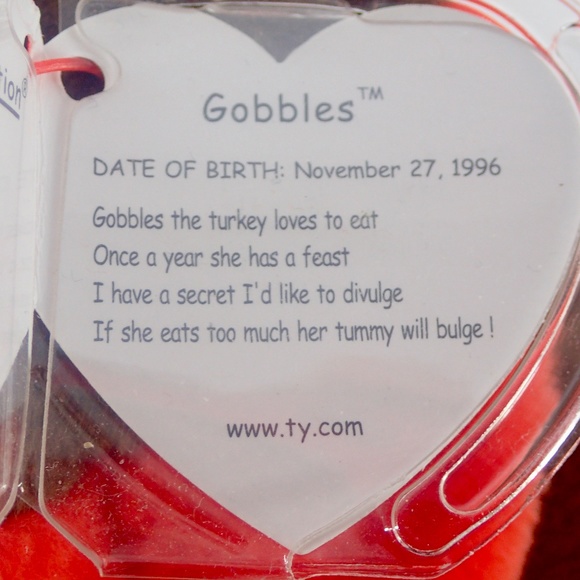 tion®
Gobbles™
DATE OF BIRTH: November 27, 1996
Gobbles the turkey loves to eat
Once a year she has a feast
I have a secret I'd like to divulge
If she eats too much her tummy will bulge !
www.ty.com